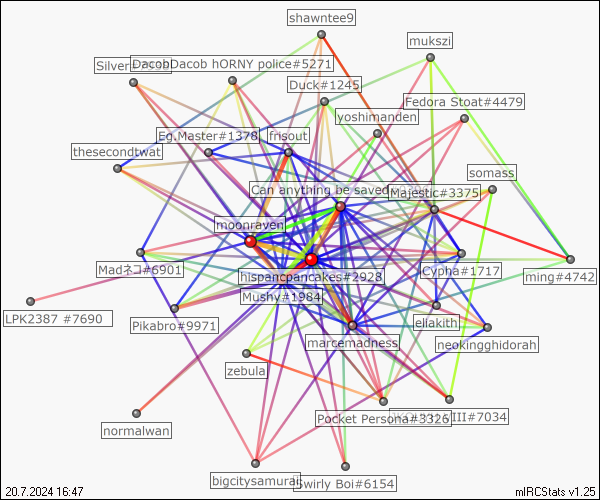 shawntee9
mukszi
DacobDacob hORNY police#5271
Duck#1245
Fedora Stoat#4479
yoshimanden
Eg.Master#1378
frisout
thesecondtwat
somass
Can anything be saved
Majestic#3375
moonraven
Madネコ#6901
hispancpancakes#2928
Cypha#1717
ming#4742
Mushy#1984
LPK2387 #7690
Pikabro#9971
ellakith
marcemadness
neokingghidorah
zebula
Pocket Persona#3326
VIII#7034
normalwan
bigcitysamurai
Swirly Boi#6154
20.7.2024 16:47
mIRCStats v1.25